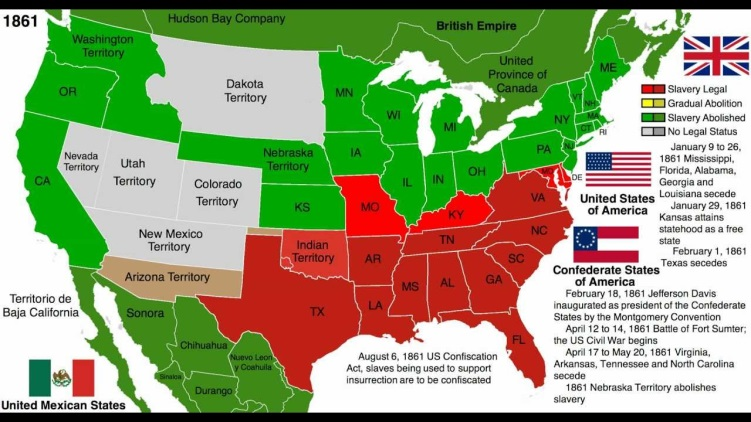 1861
Hudson Bay Company
British Empire
United
Province of
Canada
Washington
Territory
OR
CA
Nevada
Territory
Utah
Territory
Dakota
Territory
Nebraska
Territory
Colorado
Territory
KS
New Mexico
Territory
Arizona Territory
Indian
Territory
MN
WI
MI
IA
IL
IN
OH
MO
KY
TN
AR
LA
MS
AL
GA
FL
SC
NC
VA
TX
PA
NY
VT
NH
MA
CT
RI
NJ
DE
MD
ME
Territorio de
Baja California
Sonora
Chihuahua
Nuevo Leon
y Coahuila
Sinaloa
Durango
United Mexican States
Slavery Legal
Gradual Abolition
Slavery Abolished
No Legal Status
United States
of America
Confederate States
of America
January 9 to 26,
1861 Mississippi,
Florida, Alabama,
Georgia and
Louisiana secede
January 29, 1861
Kansas attains
statehood as a free
state
February 1, 1861
Texas secedes
February 18, 1861 Jefferson Davis
inaugurated as president of the Confederate
States by the Montgomery Convention
April 12 to 14, 1861 Battle of Fort Sumter;
the US Civil War begins
April 17 to May 20, 1861 Virginia,
Arkansas, Tennessee and North Carolina
secede
1861 Nebraska Territory abolishes
slavery
August 6, 1861 US Confiscation
Act, slaves being used to support
insurrection are to be confiscated